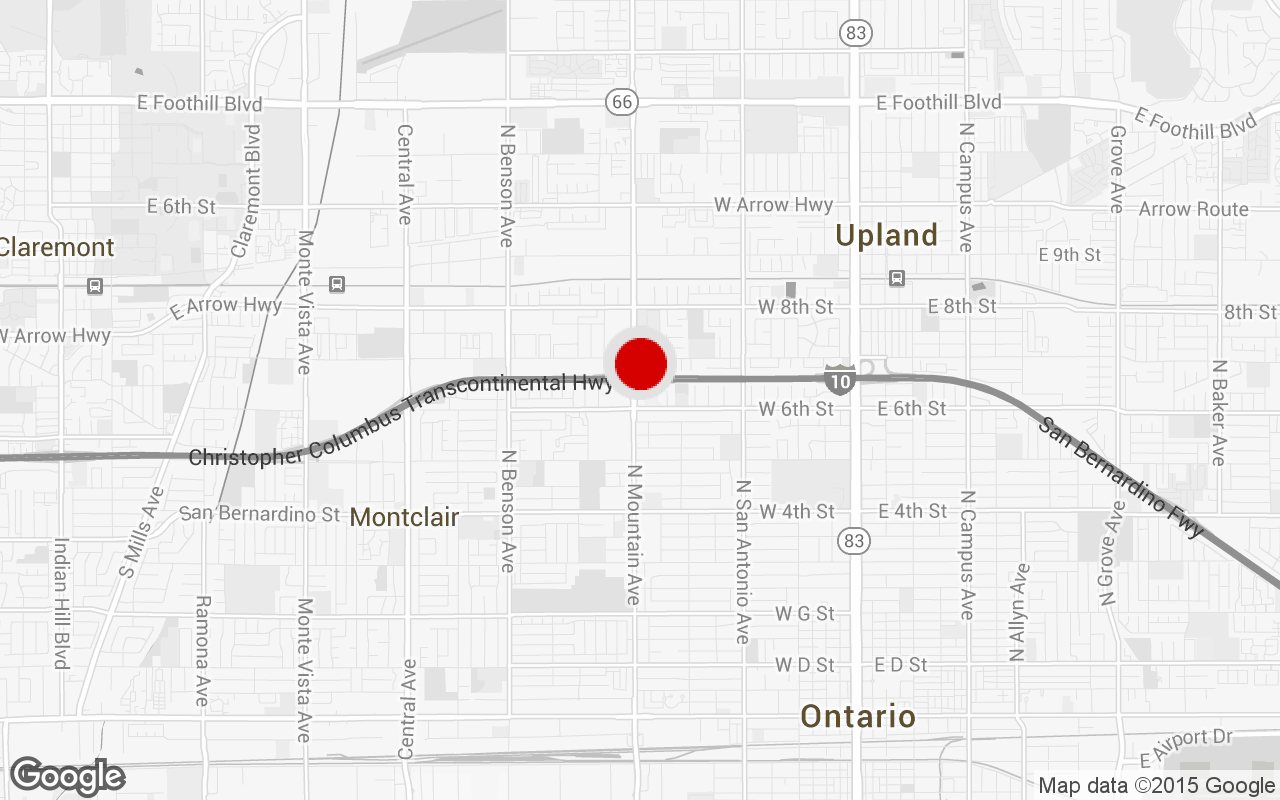 83
E Foothill Blvd
66
E Foothill Blvd
E Foothill Blvd
Claremont Blvd
Central Ave
N Benson Ave
N Campus Ave
Grove Ave
E 6th St
W Arrow Hwy
Arrow Route
Claremont
Upland
E 9th St
Monte Vista Ave
E Arrow Hwy
W 8th St
E 8th St
8th St
W Arrow Hwy
Christopher Columbus Transcontinental Hwy
10
W 6th St
E 6th St
N Baker Ave
San Bernardino Fwy
S Mills Ave
San Bernardino St
Montclair
N Benson Ave
N Mountain Ave
N San Antonio Ave
W 4th St
E 4th St
N Campus Ave
N Grove Ave
83
Indian Hill Blvd
Ramona Ave
Monte Vista Ave
N Allyn Ave
W G St
Central Ave
W D St
E D St
Ontario
E Airport Dr
Google
Map data ©2015 Google